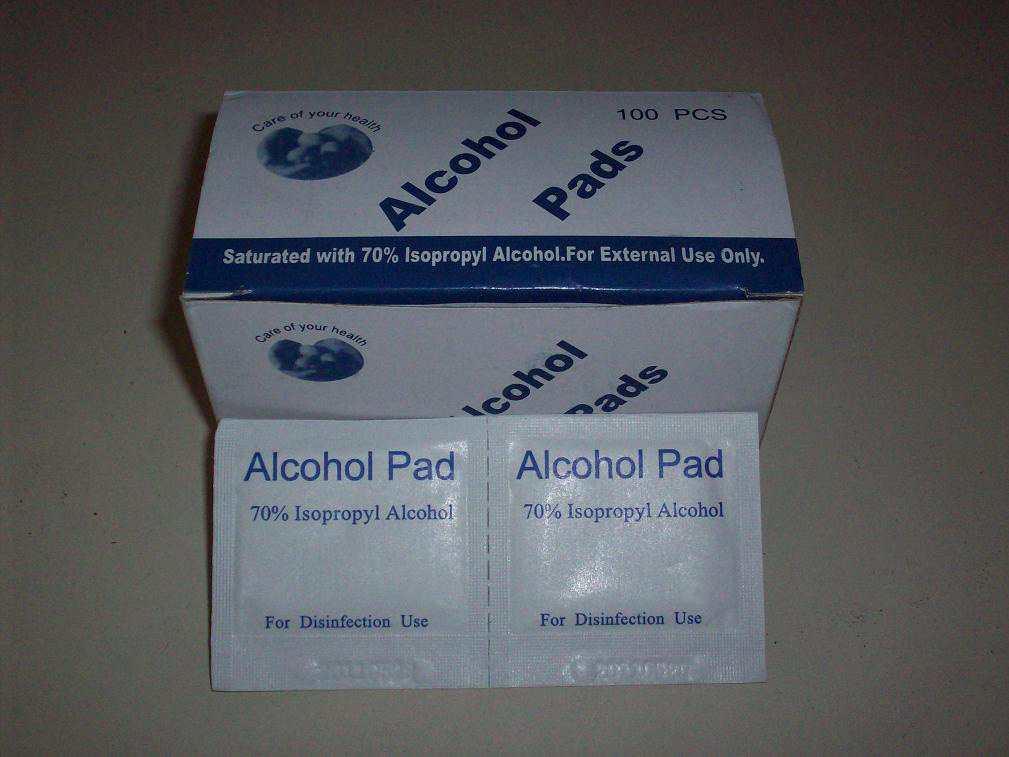 Care of your health
100 PCS
Alcohol
Pads
Saturated with 70% Isopropyl Alcohol.For External Use Only.
Care of your health
lcohol
Pads
Alcohol Pad
70% Isopropyl Alcohol
For Disinfection Use
Alcohol Pad
70% Isopropyl Alcohol
For Disinfection Use